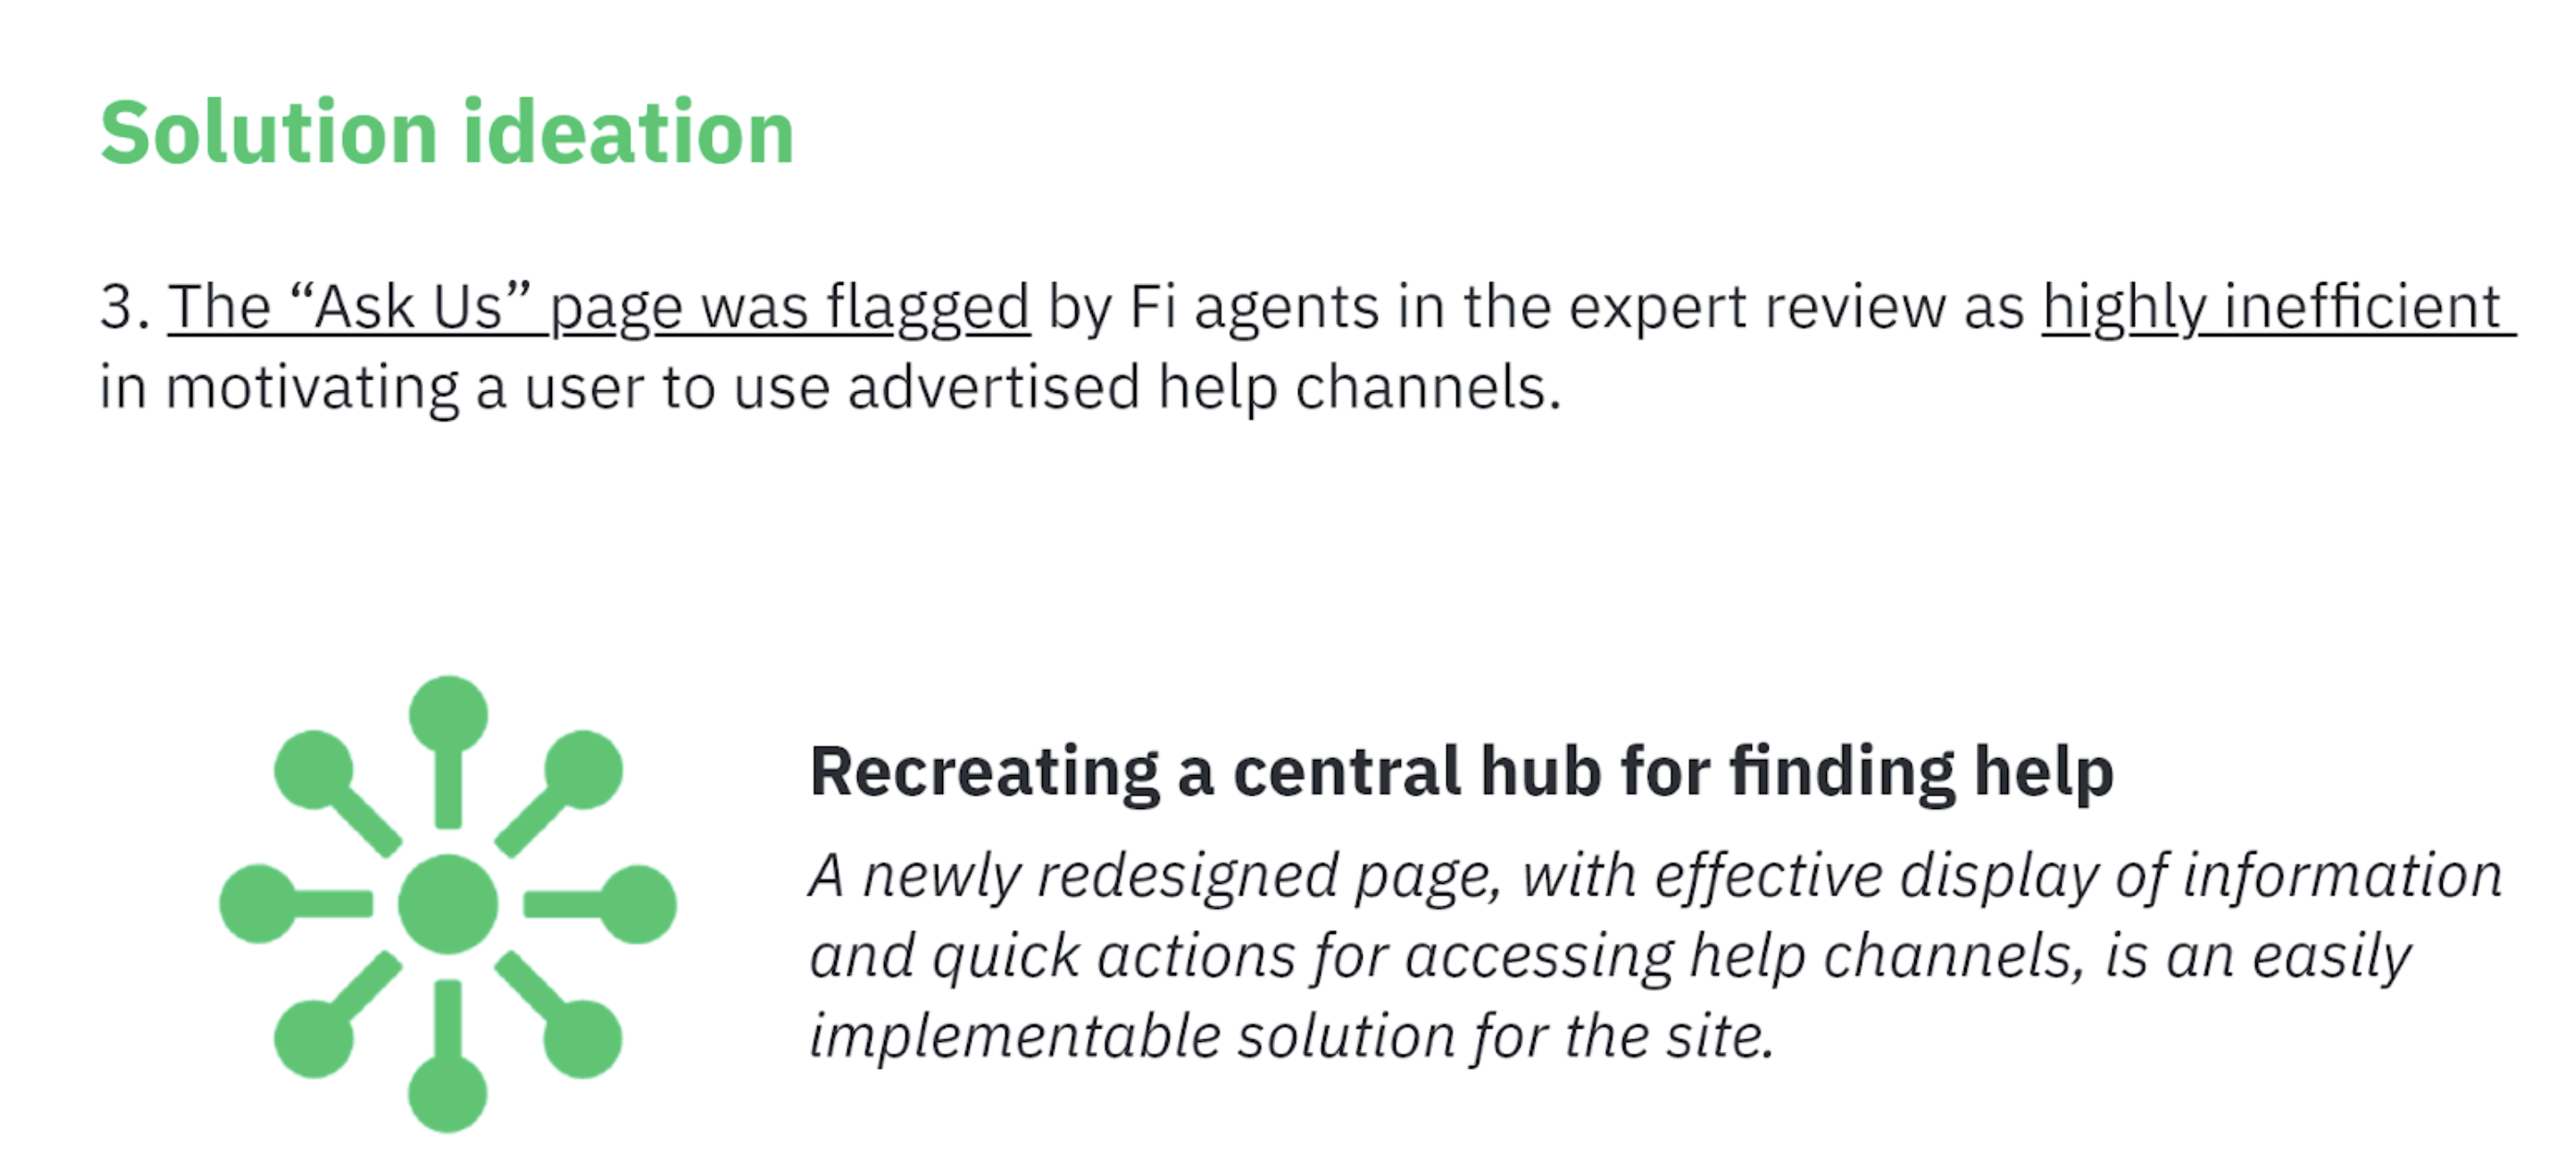 Solution ideation
3. The “Ask Us” page was flagged by Fi agents in the expert review as highly inefficient
in motivating a user to use advertised help channels.
Recreating a central hub for finding help
A newly redesigned page, with effective display of information
and quick actions for accessing help channels, is an easily
implementable solution for the site.